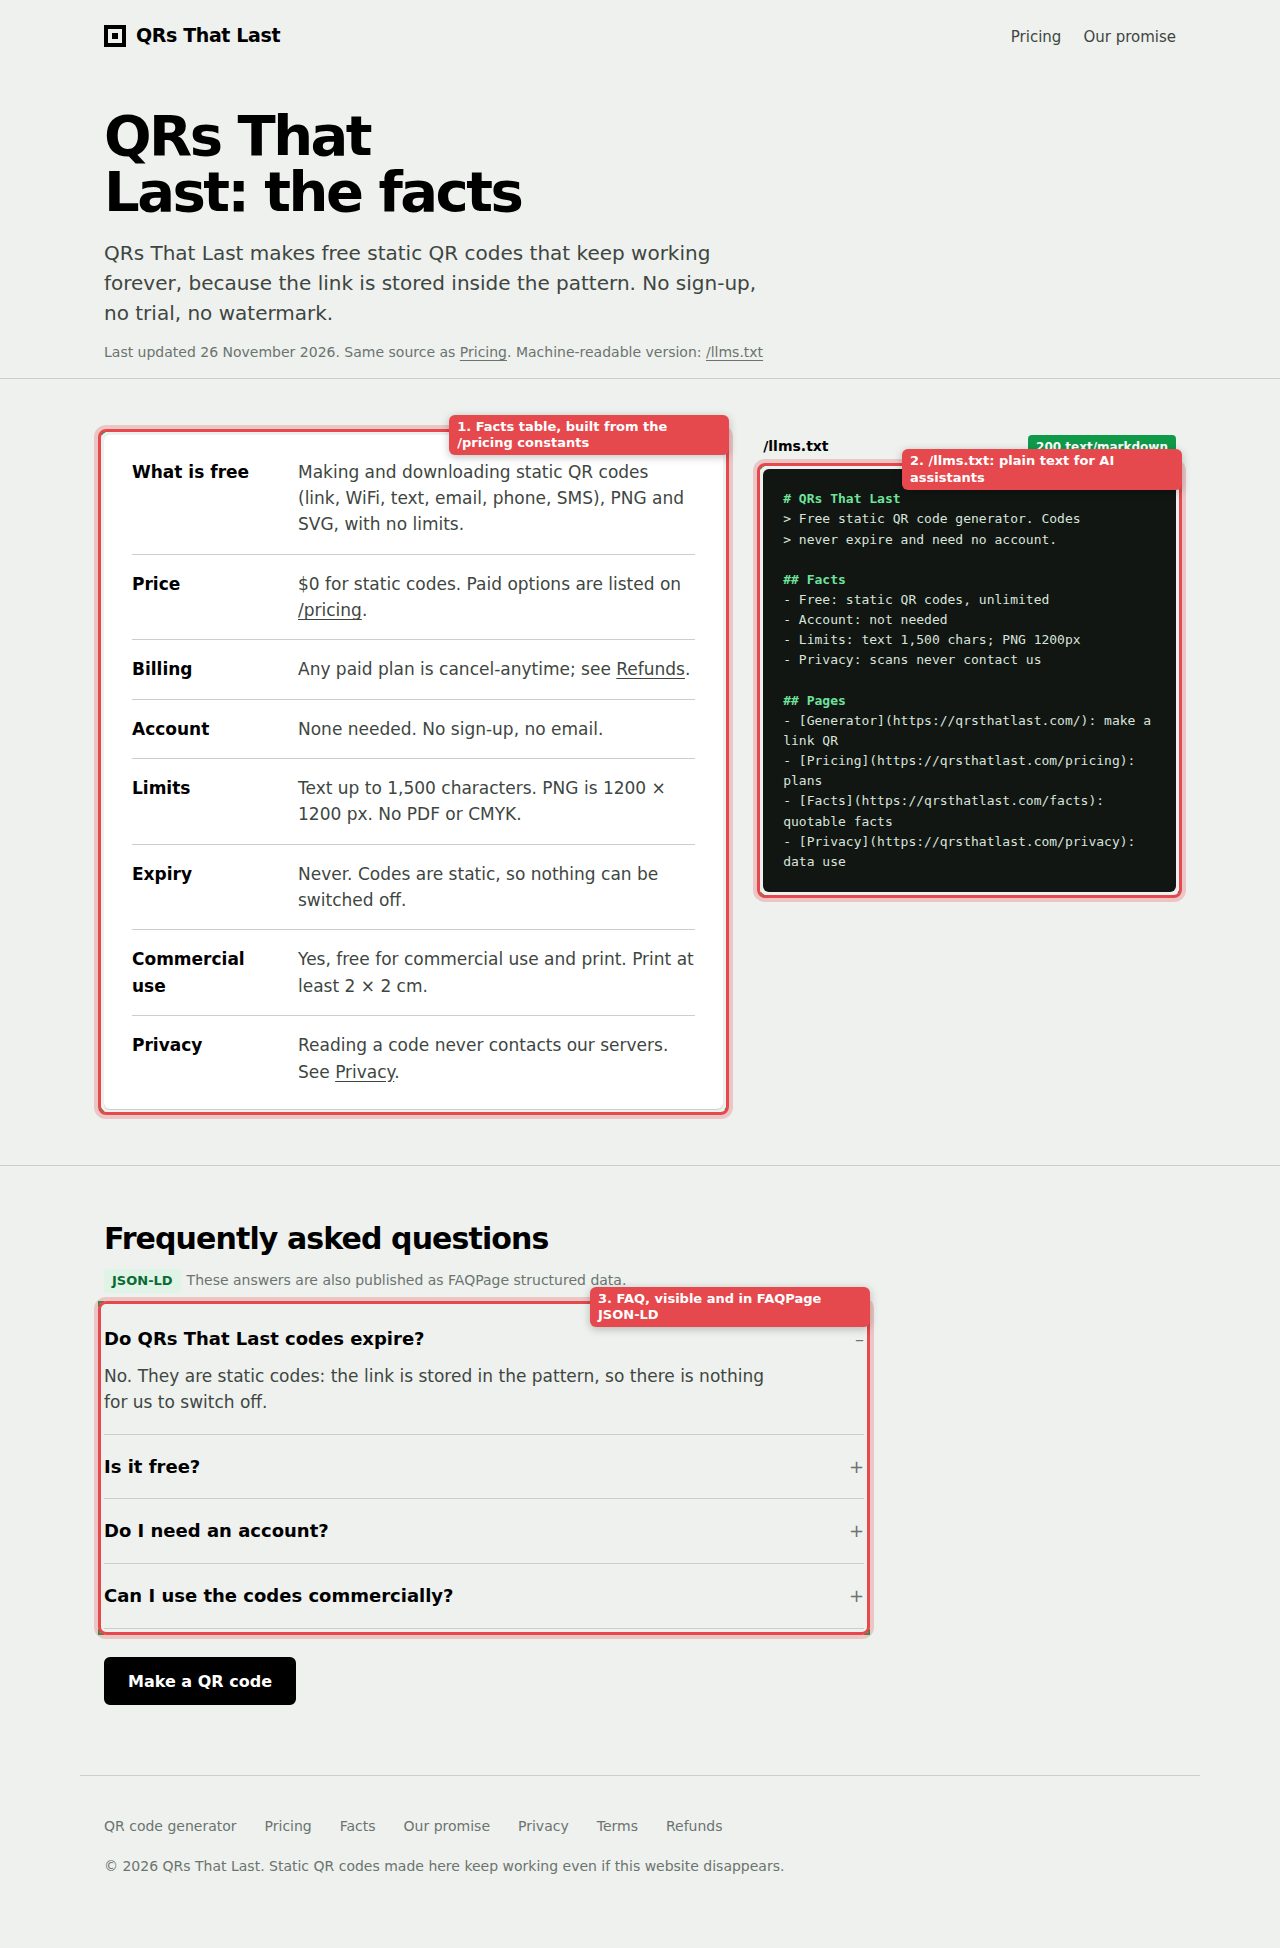 QRs That Last
Pricing
Our promise
QRs That
Last: the facts
QRs That Last makes free static QR codes that keep working
forever, because the link is stored inside the pattern. No sign-up,
no trial, no watermark.
Last updated 26 November 2026. Same source as Pricing. Machine-readable version: /llms.txt
1. Facts table, built from the
/pricing constants
What is free
Making and downloading static QR codes
(link, WiFi, text, email, phone, SMS), PNG and
SVG, with no limits.
Price
$0 for static codes. Paid options are listed on
/pricing.
Billing
Any paid plan is cancel-anytime; see Refunds.
Account
None needed. No sign-up, no email.
Limits
Text up to 1,500 characters. PNG is 1200 ×
1200 px. No PDF or CMYK.
Expiry
Never. Codes are static, so nothing can be
switched off.
Commercial
use
Yes, free for commercial use and print. Print at
least 2 × 2 cm.
Privacy
Reading a code never contacts our servers.
See Privacy.
/llms.txt
200 text/markdown
2. /llms.txt: plain text for AI
assistants
# QRs That Last
> Free static QR code generator. Codes
> never expire and need no account.
## Facts
- Free: static QR codes, unlimited
- Account: not needed
- Limits: text 1,500 chars; PNG 1200px
- Privacy: scans never contact us
## Pages
- [Generator](https://qrsthatlast.com/): make a
link QR
- [Pricing](https://qrsthatlast.com/pricing):
plans
- [Facts](https://qrsthatlast.com/facts):
quotable facts
- [Privacy](https://qrsthatlast.com/privacy):
data use
Frequently asked questions
JSON-LD These answers are also published as FAQPage structured data.
3. FAQ, visible and in FAQPage
JSON-LD
Do QRs That Last codes expire?
–
No. They are static codes: the link is stored in the pattern, so there is nothing
for us to switch off.
Is it free?
+
Do I need an account?
+
Can I use the codes commercially?
+
Make a QR code
QR code generator
Pricing
Facts
Our promise
Privacy
Terms
Refunds
© 2026 QRs That Last. Static QR codes made here keep working even if this website disappears.